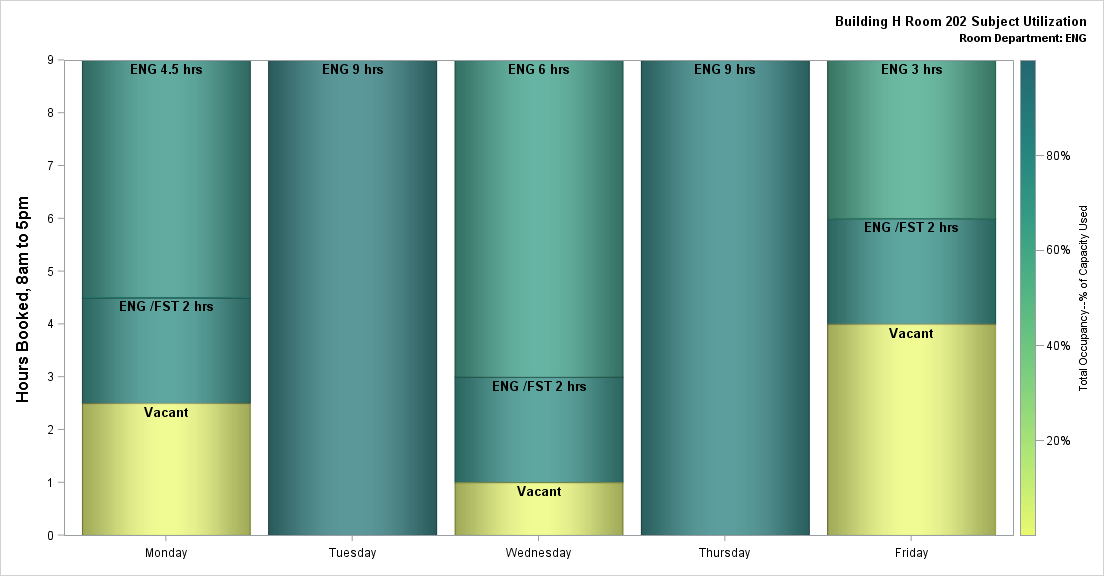 Building H Room 202 Subject Utilization
Room Department: ENG
Hours Booked, 8am to 5pm
9
8
7
6
5
4
3
2
1
0
ENG 4.5 hrs
ENG /FST 2 hrs
Vacant
ENG 9 hrs
ENG 6 hrs
ENG /FST 2 hrs
Vacant
ENG 9 hrs
ENG 3 hrs
ENG /FST 2 hrs
Vacant
Monday
Tuesday
Wednesday
Thursday
Friday
80%
60%
40%
20%
Total Occupancy--% of Capacity Used